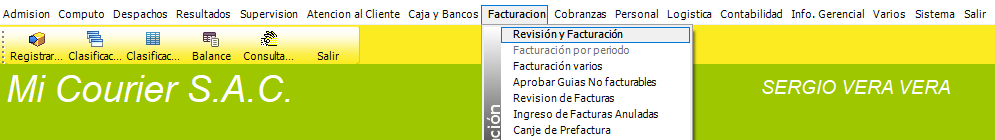 Admision Computo Despachos Resultados Supervision Atencion al Cliente Caja y Bancos Facturacion Cobranzas Personal Logistica Contabilidad Info. Gerencial Varios Sistema Salir
Registrar... Clasificac... Clasificac... Balance Consulta... Salir
Revisión y Facturación
Facturación por periodo
Facturación varios
Aprobar Guias No facturables
Revision de Facturas
Ingreso de Facturas Anuladas
Canje de Prefactura
ción
Mi Courier S.A.C.
SERGIO VERA VERA